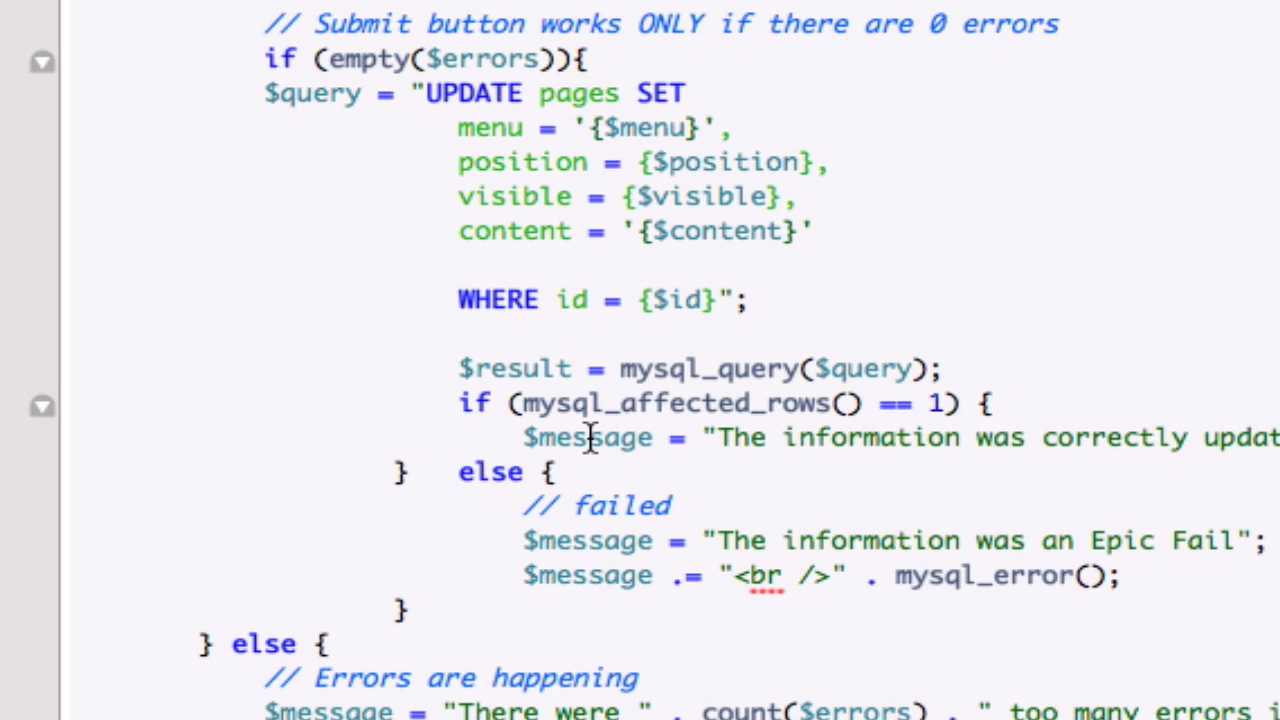 // Submit button works ONLY if there are 0 errors
if (empty($errors)){
$query = "UPDATE pages SET
menu = '{$menu}',
position = {$position},
visible = {$visible},
content = '{$content}'
WHERE id = {$id}";
$result = mysql_query($query);
if (mysql_affected_rows() == 1) {
$message = "The information was correctly updat
} else {
// failed
$message = "The information was an Epic Fail";
$message .= "<br />" . mysql_error();
}
} else {
// Errors are happening
$message = "There were " . count($errors) . " too many errors i